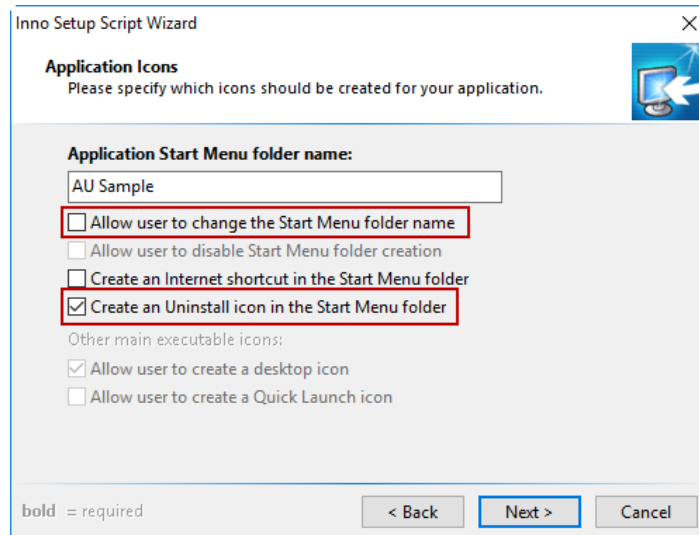 Inno Setup Script Wizard
Application Icons
Please specify which icons should be created for your application.
Application Start Menu folder name:
AU Sample
Allow user to change the Start Menu folder name
Allow user to disable Start Menu folder creation
Create an Internet shortcut in the Start Menu folder
Create an Uninstall icon in the Start Menu folder
Other main executable icons:
Allow user to create a desktop icon
Allow user to create a Quick Launch icon
bold = required
< Back
Next >
Cancel